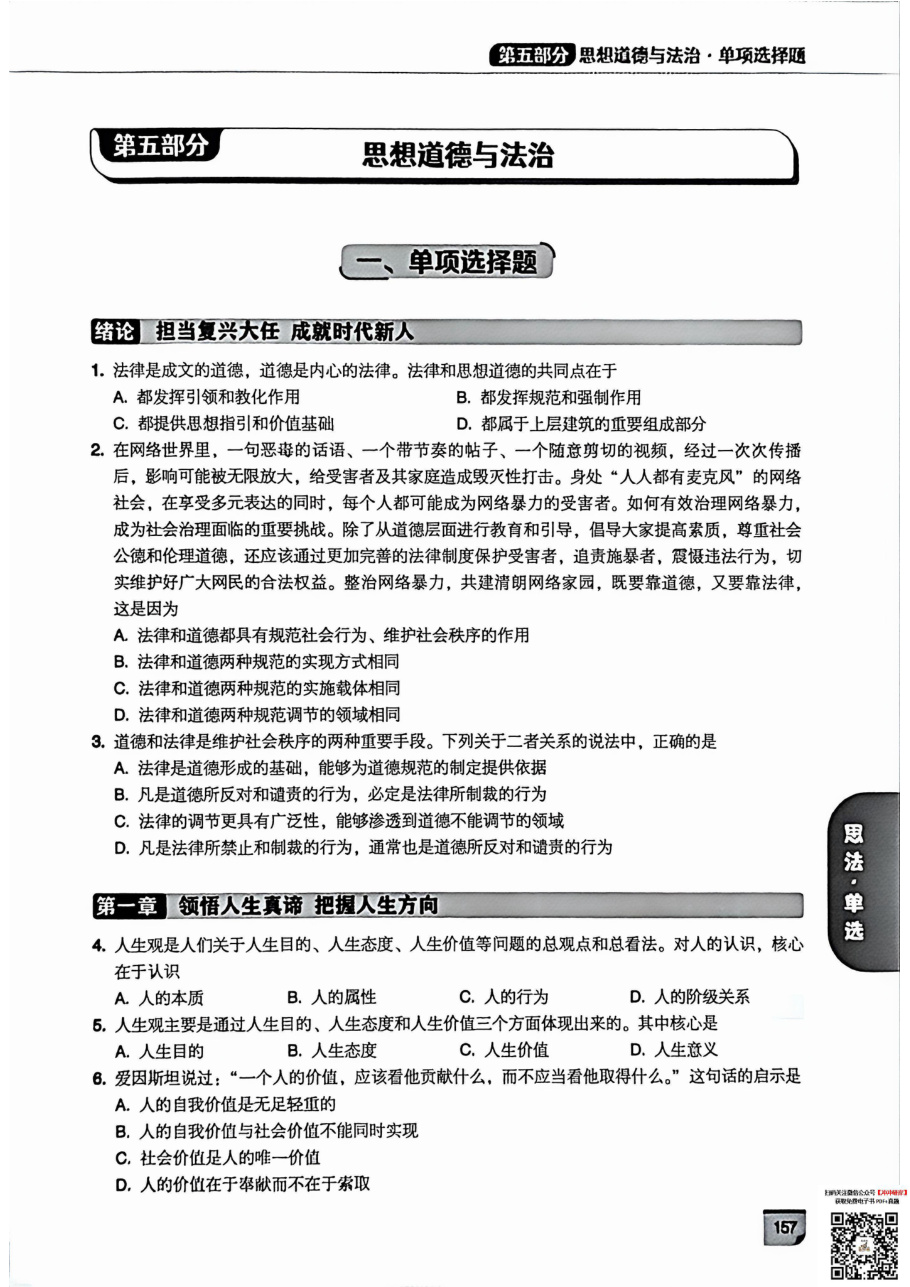 第五部分 思想道德与法治·单项选择题
第五部分 思想道德与法治
一、单项选择题
绪论 担当复兴大任 成就时代新人
1. 法律是成文的道德，道德是内心的法律。法律和思想道德的共同点在于
A. 都发挥引领和教化作用 B. 都发挥规范和强制作用
C. 都提供思想指引和价值基础 D. 都属于上层建筑的重要组成部分
2. 在网络世界里，一句恶毒的话语、一个带节奏的帖子、一个随意剪切的视频，经过一次次传播
后，影响可能被无限放大，给受害者及其家庭造成毁灭性打击。身处“人人都有麦克风”的网络
社会，在享受多元表达的同时，每个人都可能成为网络暴力的受害者。如何有效治理网络暴力，
成为社会治理面临的重要挑战。除了从道德层面进行教育和引导，倡导大家提高素质，尊重社会
公德和伦理道德，还应该通过更加完善的法律制度保护受害者，追责施暴者，震慑违法行为，切
实维护好广大网民的合法权益。整治网络暴力，共建清朗网络家园，既要靠道德，又要靠法律，
这是因为
A. 法律和道德都具有规范社会行为、维护社会秩序的作用
B. 法律和道德两种规范的实现方式相同
C. 法律和道德两种规范的实施载体相同
D. 法律和道德两种规范调节的领域相同
3. 道德和法律是维护社会秩序的两种重要手段。下列关于二者关系的说法中，正确的是
A. 法律是道德形成的基础，能够为道德规范的制定提供依据
B. 凡是道德所反对和谴责的行为，必定是法律所制裁的行为
C. 法律的调节更具有广泛性，能够渗透到道德不能调节的领域
D. 凡是法律所禁止和制裁的行为，通常也是道德所反对和谴责的行为
思法·单选
第一章 领悟人生真谛 把握人生方向
4. 人生观是人们关于人生目的、人生态度、人生价值等问题的总观点和总看法。对人的认识，核心
在于认识
A. 人的本质 B. 人的属性 C. 人的行为 D. 人的阶级关系
5. 人生观主要是通过人生目的、人生态度和人生价值三个方面体现出来的。其中核心是
A. 人生目的 B. 人生态度 C. 人生价值 D. 人生意义
6. 爱因斯坦说过：“一个人的价值，应该看他贡献什么，而不应当看他取得什么。”这句话的启示是
A. 人的自我价值是无足轻重的
B. 人的自我价值与社会价值不能同时实现
C. 社会价值是人的唯一价值
D. 人的价值在于奉献而不在于索取
157
扫码关注微信公众号【冲冲研背】
获取免费电子书PDF+真题